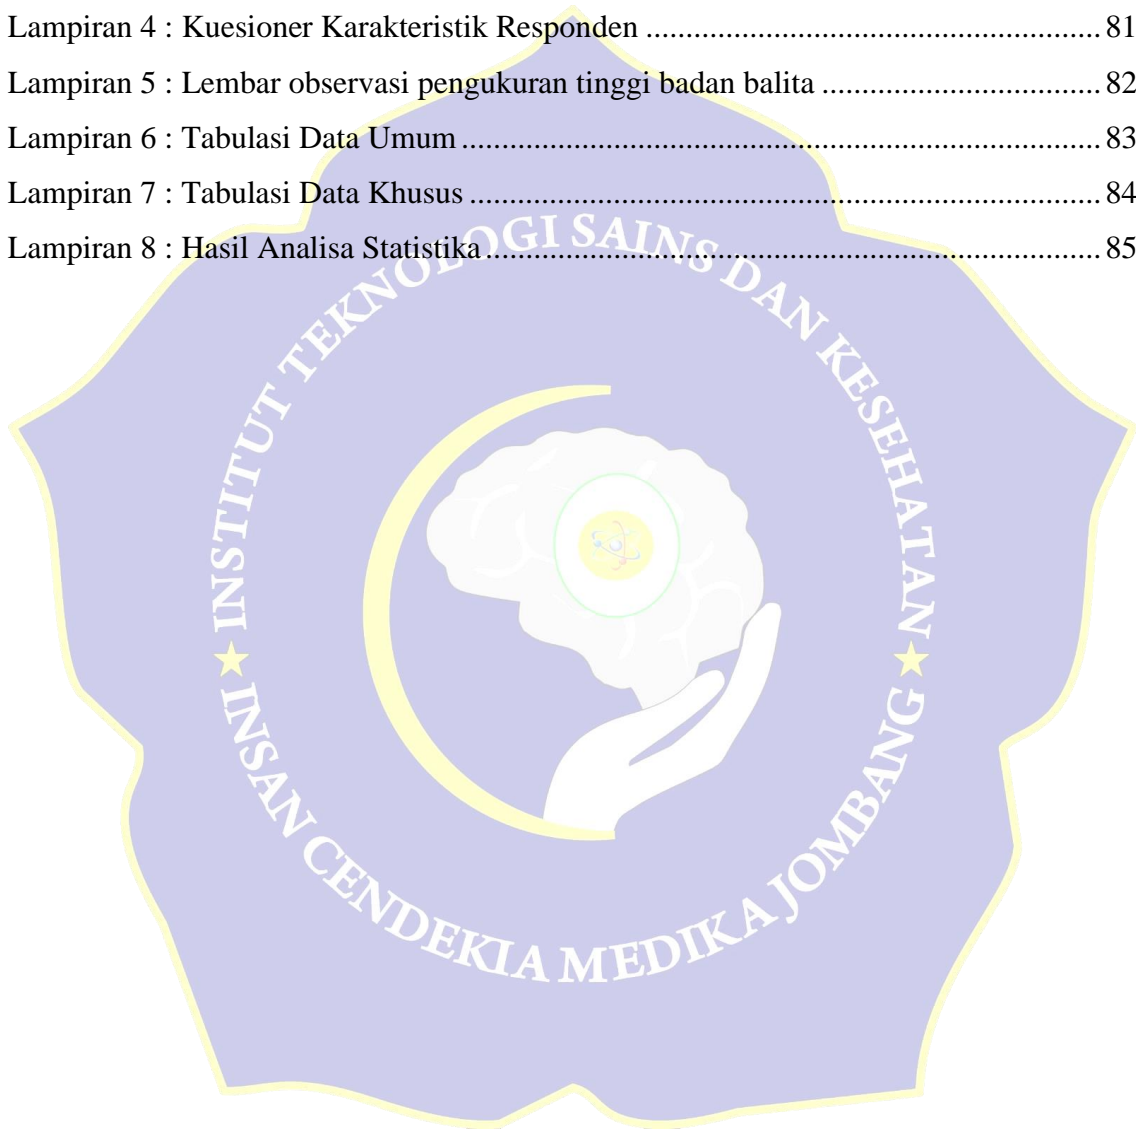 Lampiran 4 : Kuesioner Karakteristik Responden ........................................................ 81
Lampiran 5 : Lembar observasi pengukuran tinggi badan balita .................................. 82
Lampiran 6 : Tabulasi Data Umum ............................................................................... 83
Lampiran 7 : Tabulasi Data Khusus .............................................................................. 84
Lampiran 8 : Hasil Analisa Statistika ............................................................................ 85
INSTITUT TEKNOLOGI SAINS DAN KESEHATAN
INSAN CENDEKIA MEDIKA JOMBANG